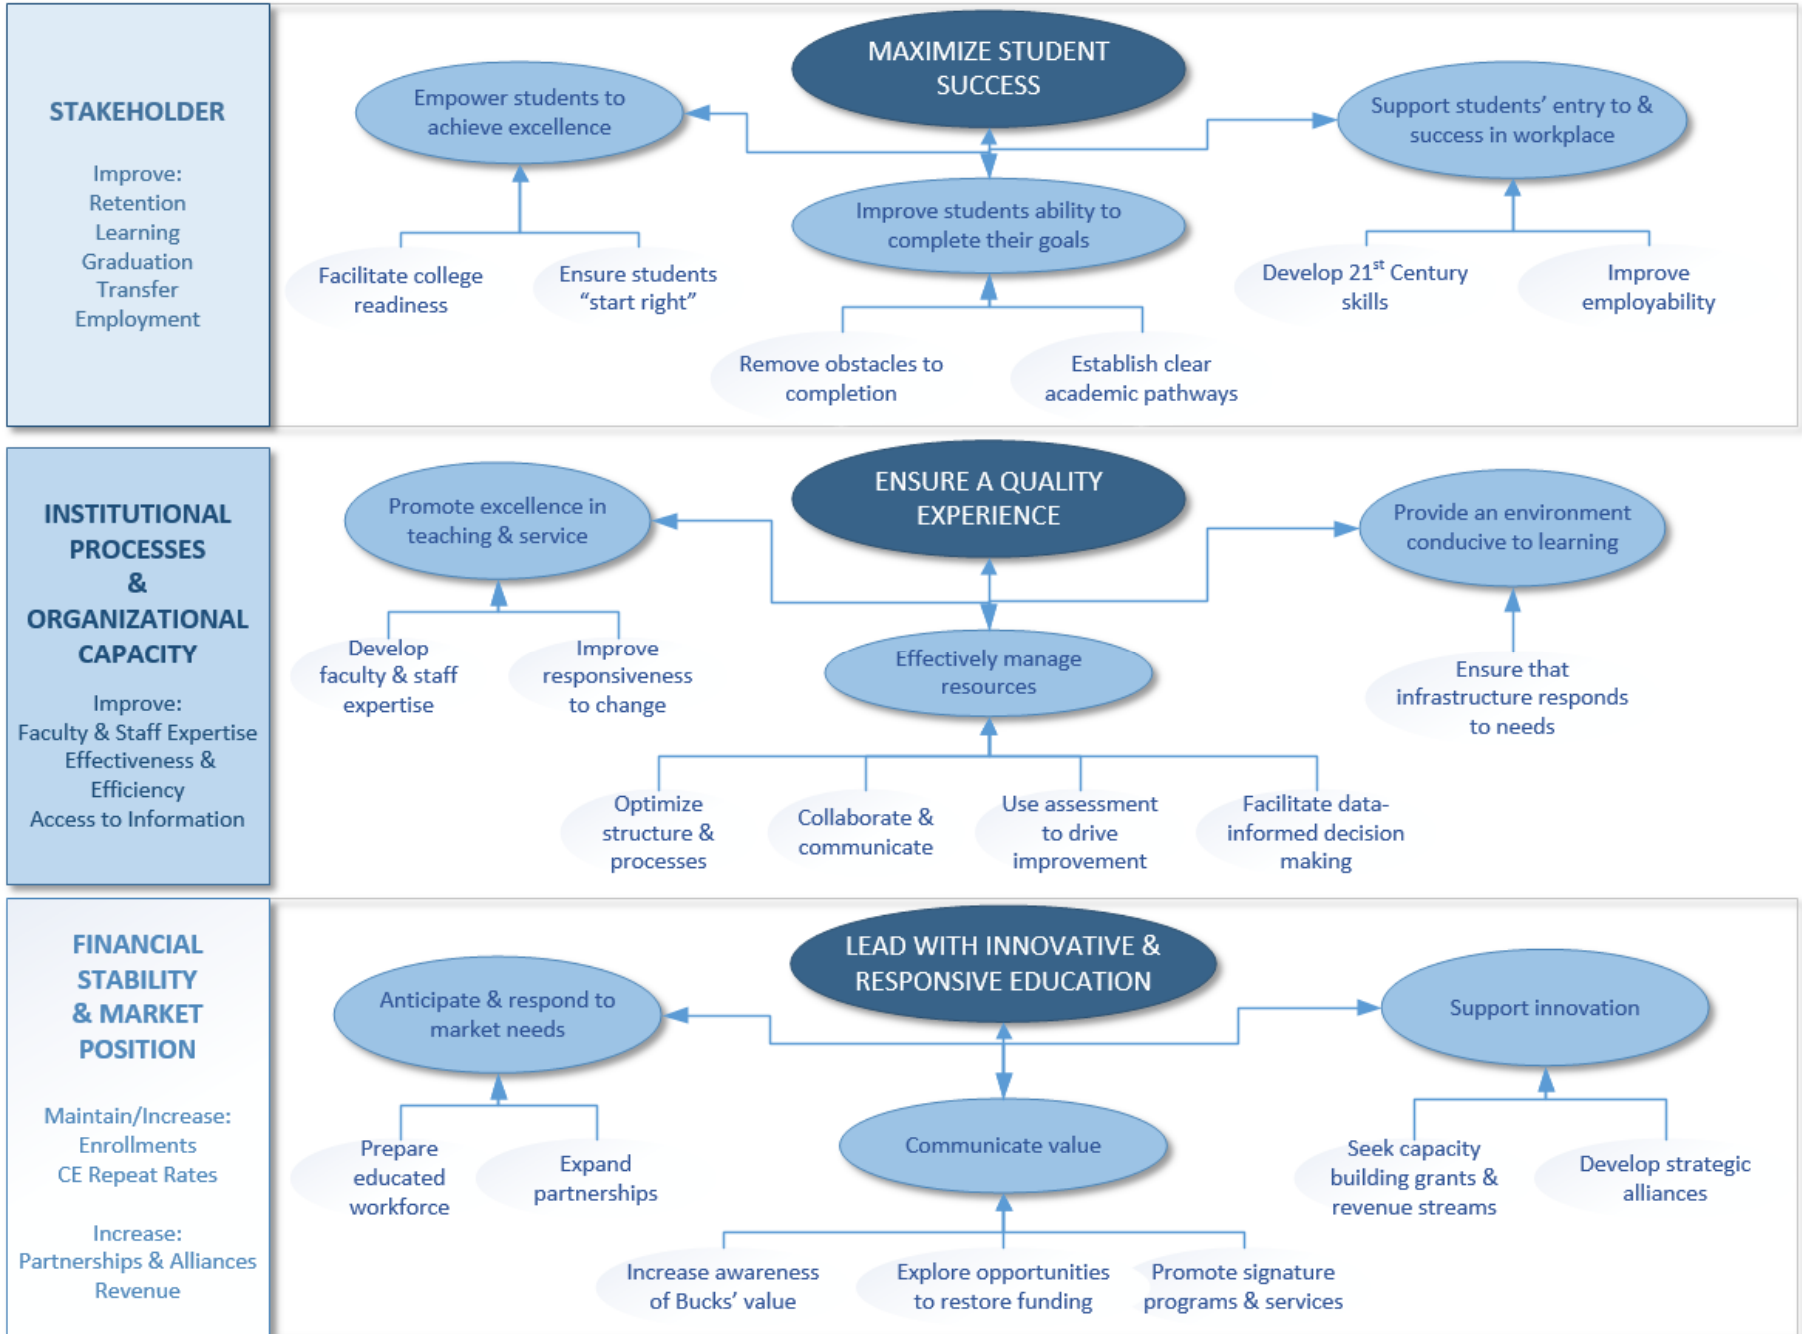 STAKEHOLDER
Improve:
Retention
Learning
Graduation
Transfer
Employment
MAXIMIZE STUDENT
SUCCESS
Empower students to
achieve excellence
Support students’ entry to &
success in workplace
Improve students ability to
complete their goals
Facilitate college
readiness
Ensure students
“start right”
Develop 21st Century
skills
Improve
employability
Remove obstacles to
completion
Establish clear
academic pathways
INSTITUTIONAL
PROCESSES
&
ORGANIZATIONAL
CAPACITY
Improve:
Faculty & Staff Expertise
Effectiveness &
Efficiency
Access to Information
ENSURE A QUALITY
EXPERIENCE
Promote excellence in
teaching & service
Provide an environment
conducive to learning
Effectively manage
resources
Develop
faculty & staff
expertise
Improve
responsiveness
to change
Ensure that
infrastructure responds
to needs
Optimize
structure &
processes
Collaborate &
communicate
Use assessment
to drive
improvement
Facilitate data-
informed decision
making
FINANCIAL
STABILITY
& MARKET
POSITION
Maintain/Increase:
Enrollments
CE Repeat Rates
Increase:
Partnerships & Alliances
Revenue
LEAD WITH INNOVATIVE &
RESPONSIVE EDUCATION
Anticipate & respond to
market needs
Support innovation
Communicate value
Prepare
educated
workforce
Expand
partnerships
Seek capacity
building grants &
revenue streams
Develop strategic
alliances
Increase awareness
of Bucks’ value
Explore opportunities
to restore funding
Promote signature
programs & services